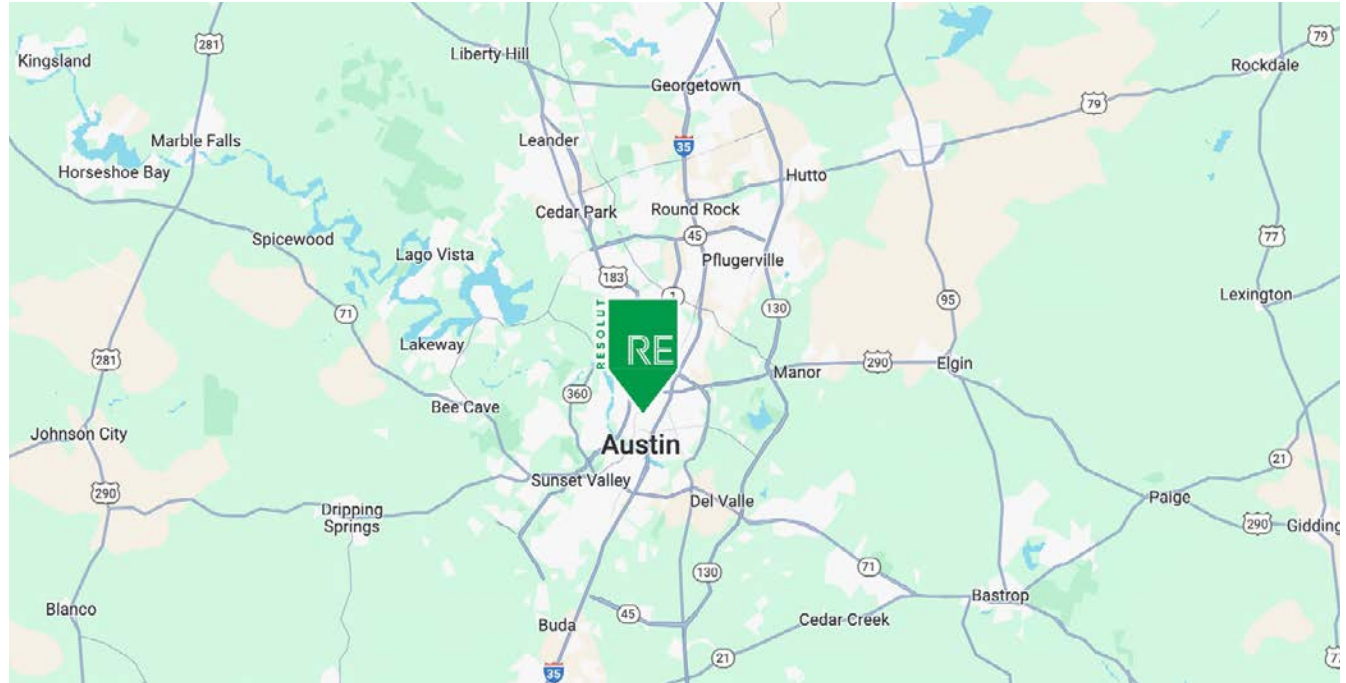 281
Kingsland
Liberty Hill
79
Rockdale
Georgetown
79
Marble Falls
Leander
35
Horseshoe Bay
Hutto
Cedar Park
Round Rock
Spicewood
45
77
Lago Vista
Pflugerville
183
1
Lexington
95
130
71
RESOLUT
RE
Lakeway
281
290
Elgin
Manor
360
Bee Cave
Johnson City
Austin
21
Sunset Valley
290
Del Valle
Paige
Dripping
Springs
290
Gidding
71
130
Bastrop
Blanco
45
Cedar Creek
Buda
21
35
77